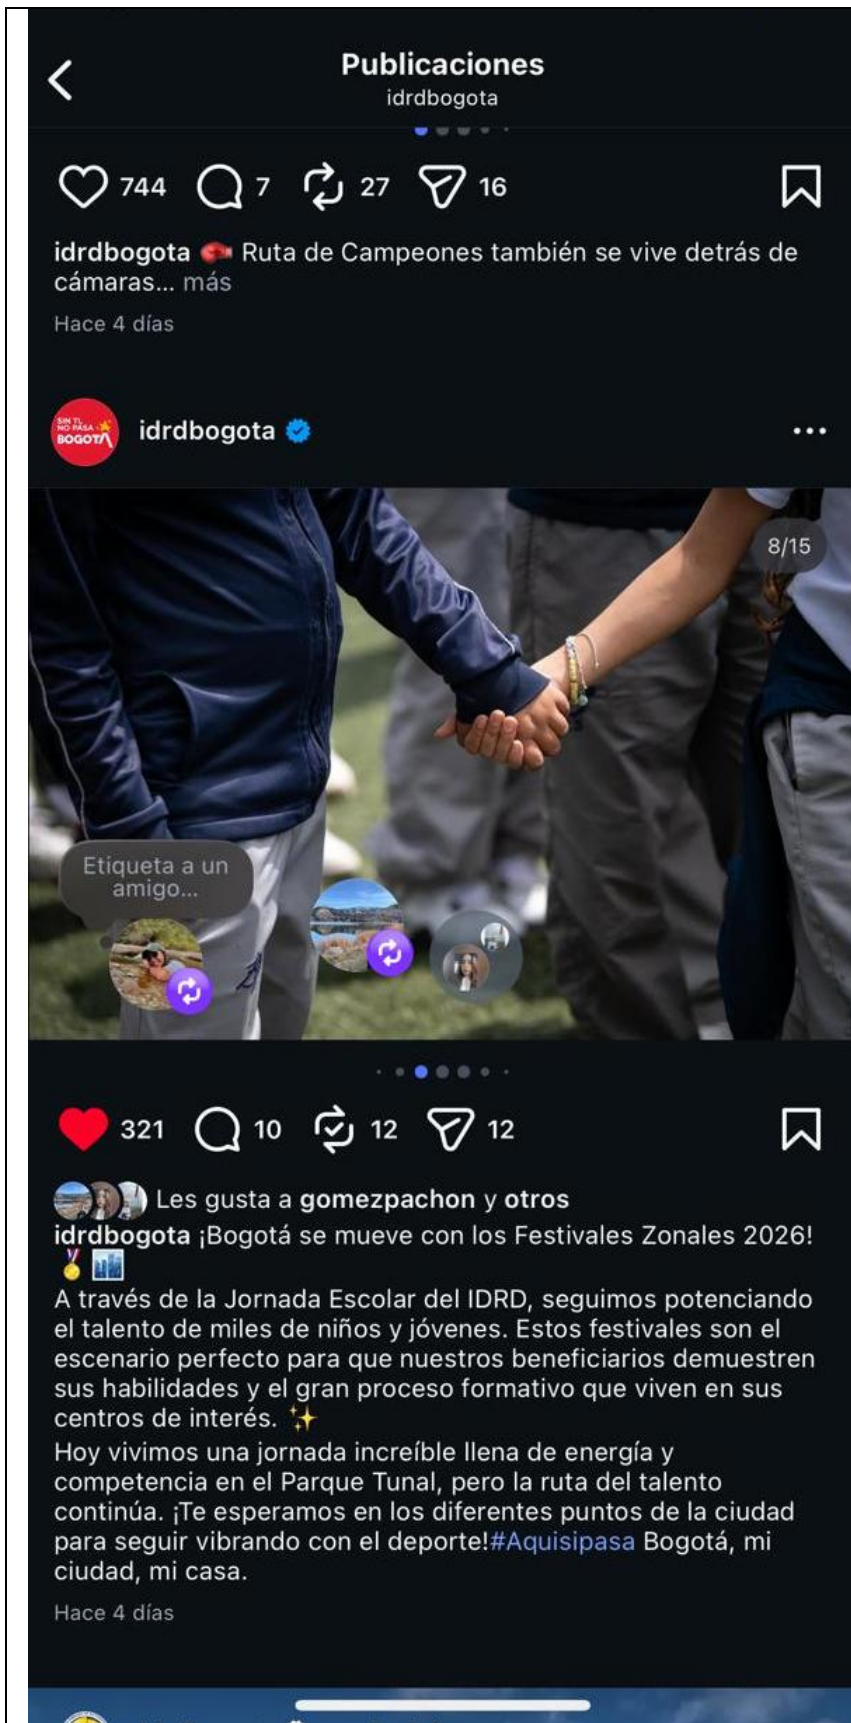 Publicaciones
idrdbogota
744 7 27 16
idrdbogota 🥊 Ruta de Campeones también se vive detrás de
cámaras... más
Hace 4 días
SIN TI,
NO PASA
BOGOTÁ
idrdbogota
8/15
Etiqueta a un
amigo...
321 10 12 12
Les gusta a gomezpachon y otros
idrdbogota ¡Bogotá se mueve con los Festivales Zonales 2026!
🏅🏙️
A través de la Jornada Escolar del IDRD, seguimos potenciando
el talento de miles de niños y jóvenes. Estos festivales son el
escenario perfecto para que nuestros beneficiarios demuestren
sus habilidades y el gran proceso formativo que viven en sus
centros de interés. ✨
Hoy vivimos una jornada increíble llena de energía y
competencia en el Parque Tunal, pero la ruta del talento
continúa. ¡Te esperamos en los diferentes puntos de la ciudad
para seguir vibrando con el deporte!#Aquisipasa Bogotá, mi
ciudad, mi casa.
Hace 4 días